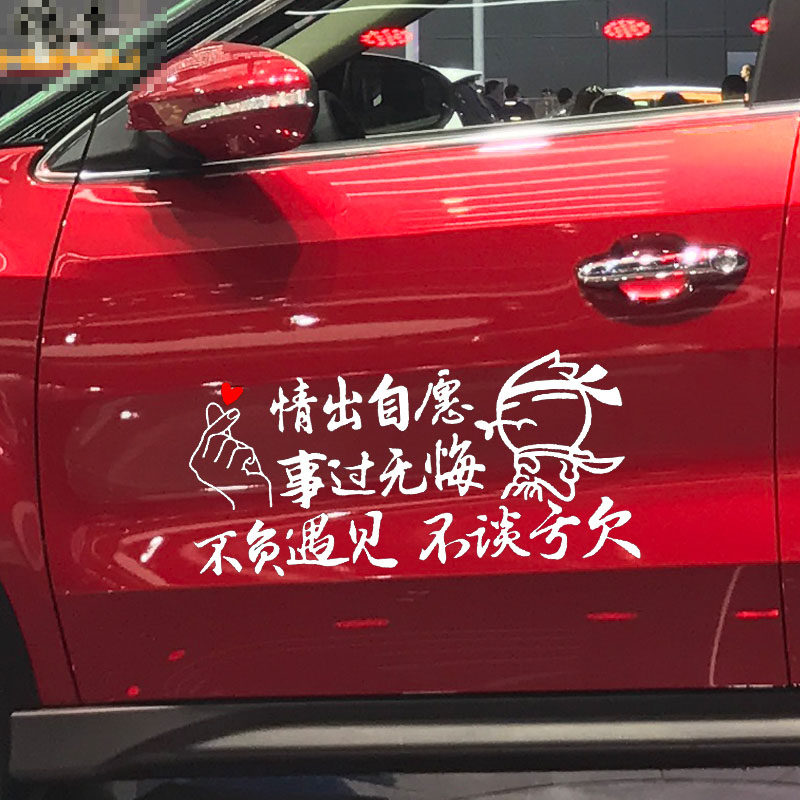 情出自愿
事过无悔
不负遇见 不谈亏欠